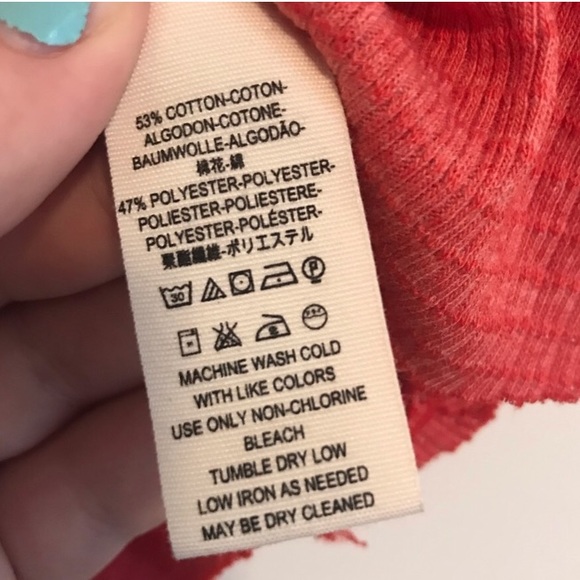 53% COTTON-COTON-
ALGODON-COTONE-
BAUMWOLLE-ALGODÃO-
棉花-綿
47% POLYESTER-POLYESTER-
POLIESTER-POLIESTERE-
POLYESTER-POLÉSTER-
聚酯纖維-ポリエステル
30 P
MACHINE WASH COLD
WITH LIKE COLORS
USE ONLY NON-CHLORINE
BLEACH
TUMBLE DRY LOW
LOW IRON AS NEEDED
MAY BE DRY CLEANED